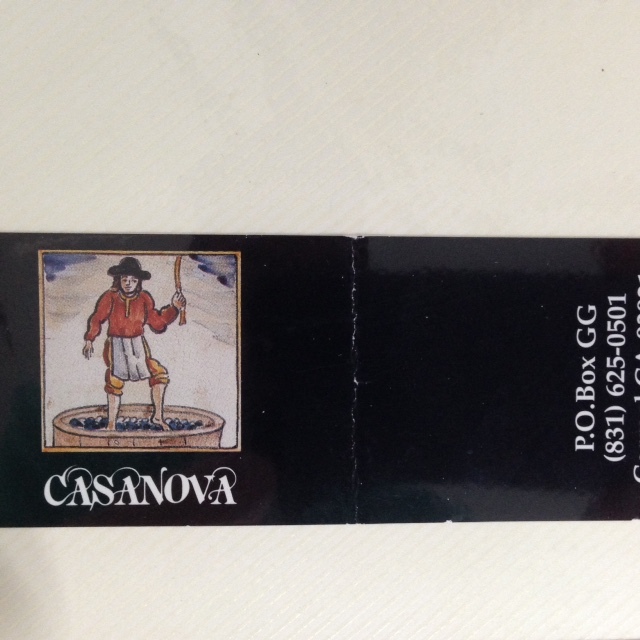 CASANOVA
P.O.Box GG
(831) 625-0501